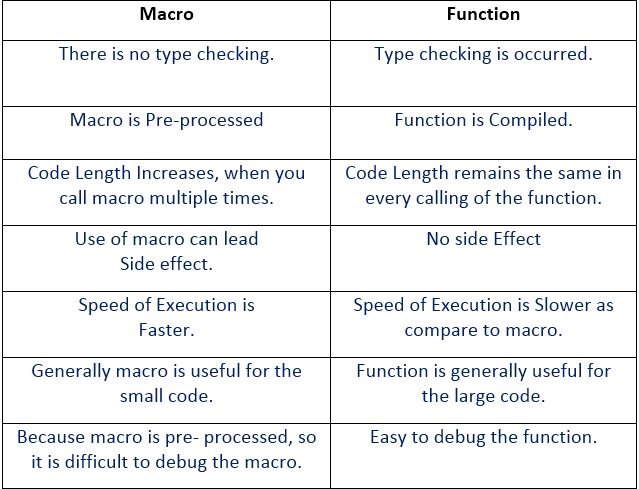 Macro
Function
There is no type checking.
Type checking is occurred.
Macro is Pre-processed
Function is Compiled.
Code Length Increases, when you
call macro multiple times.
Code Length remains the same in
every calling of the function.
Use of macro can lead
Side effect.
No side Effect
Speed of Execution is
Faster.
Speed of Execution is Slower as
compare to macro.
Generally macro is useful for the
small code.
Function is generally useful for
the large code.
Because macro is pre- processed, so
it is difficult to debug the macro.
Easy to debug the function.